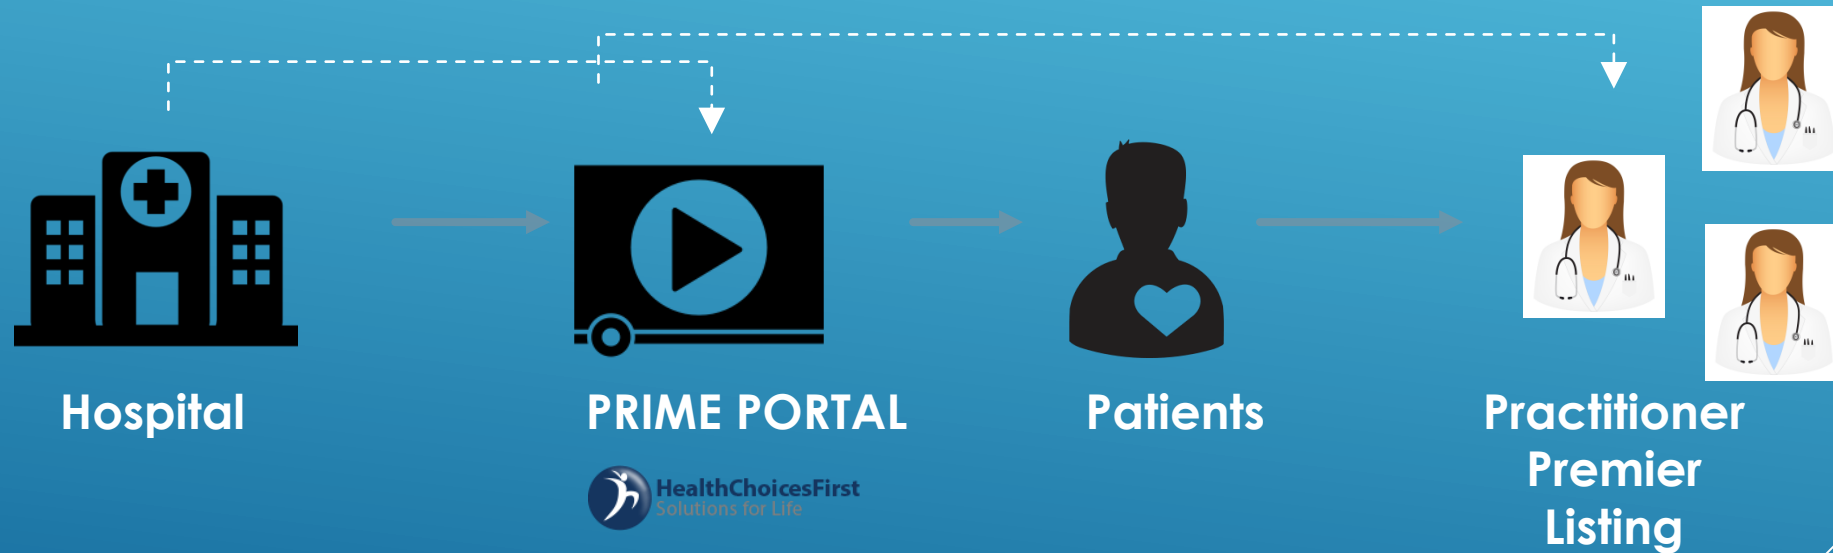 Hospital
PRIME PORTAL
HealthChoicesFirst
Solutions for Life
Patients
Practitioner
Premier
Listing